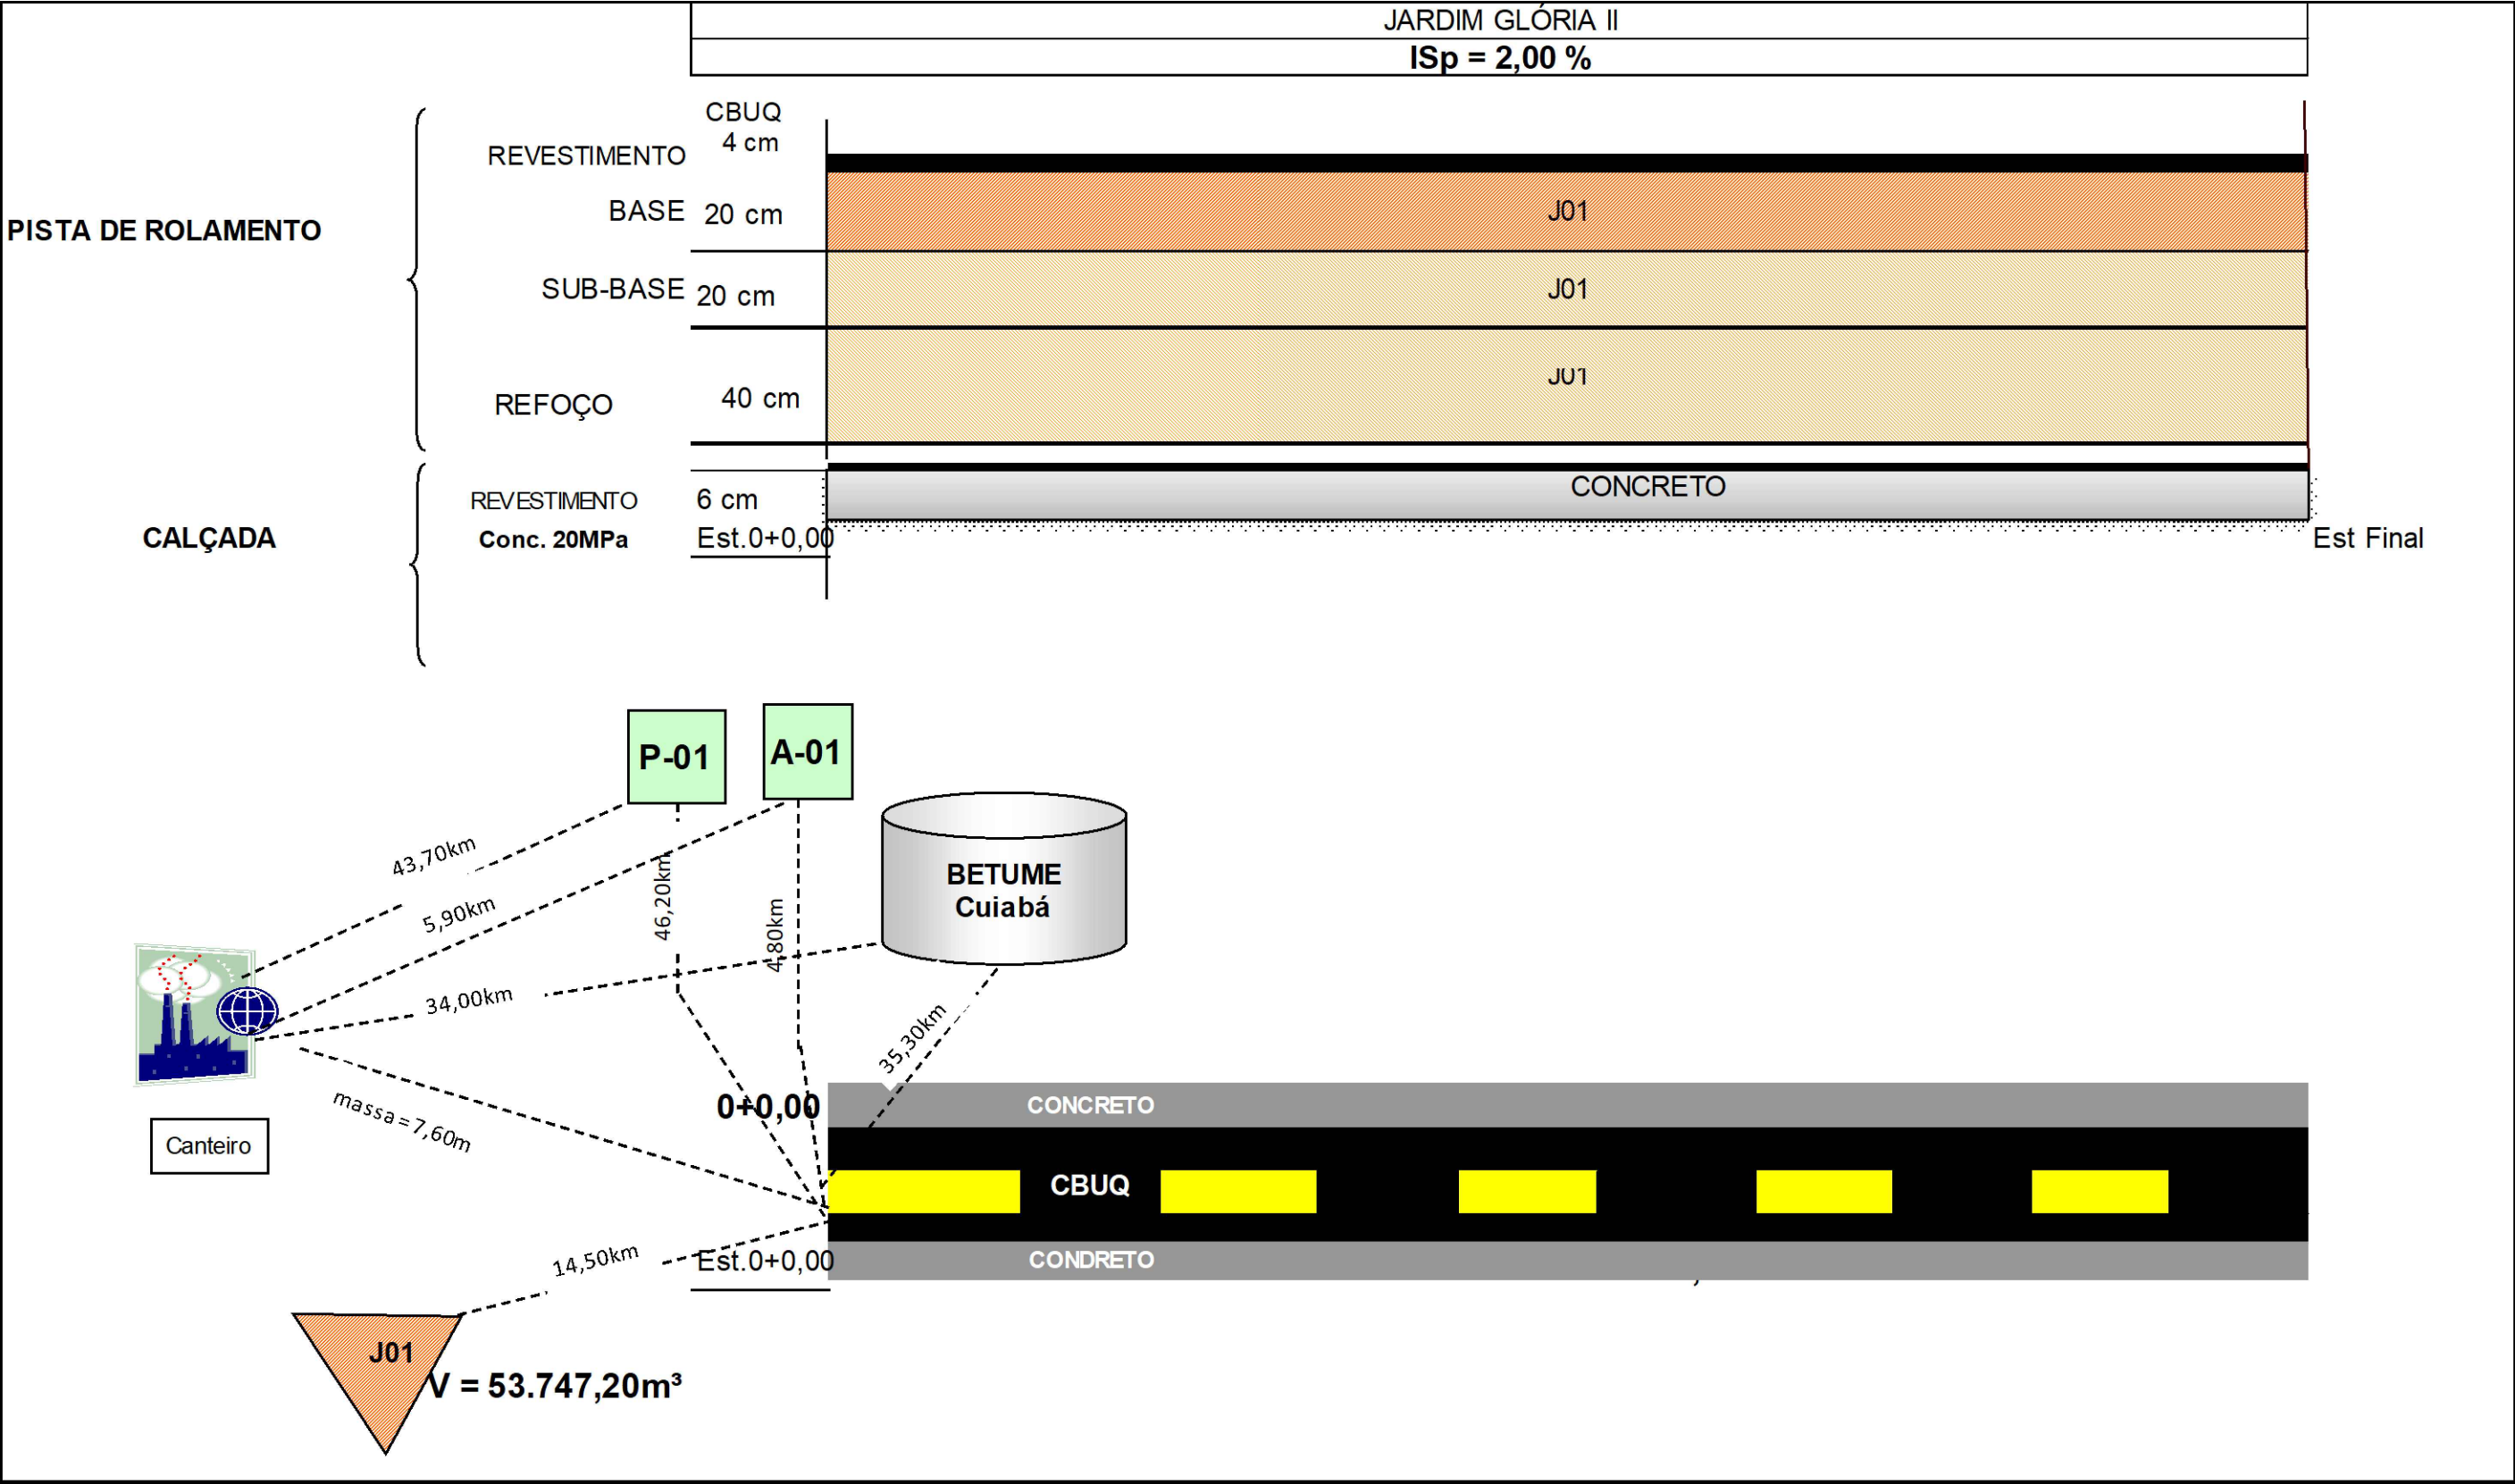 JARDIM GLÓRIA II
ISp = 2,00 %
CBUQ
4 cm
REVESTIMENTO
BASE 20 cm J01
PISTA DE ROLAMENTO
SUB-BASE 20 cm J01
J01
REFOÇO 40 cm
CONCRETO
REVESTIMENTO 6 cm
CALÇADA Conc. 20MPa Est.0+0,00 Est Final
P-01 A-01
43,70km
5,90km
46,20km
4,80km
BETUME
Cuiabá
34,00km
35,30km
massa=7,60m
0+0,00 CONCRETO
Canteiro
CBUQ
14,50km
Est.0+0,00 CONDRETO
J01
V = 53.747,20m³